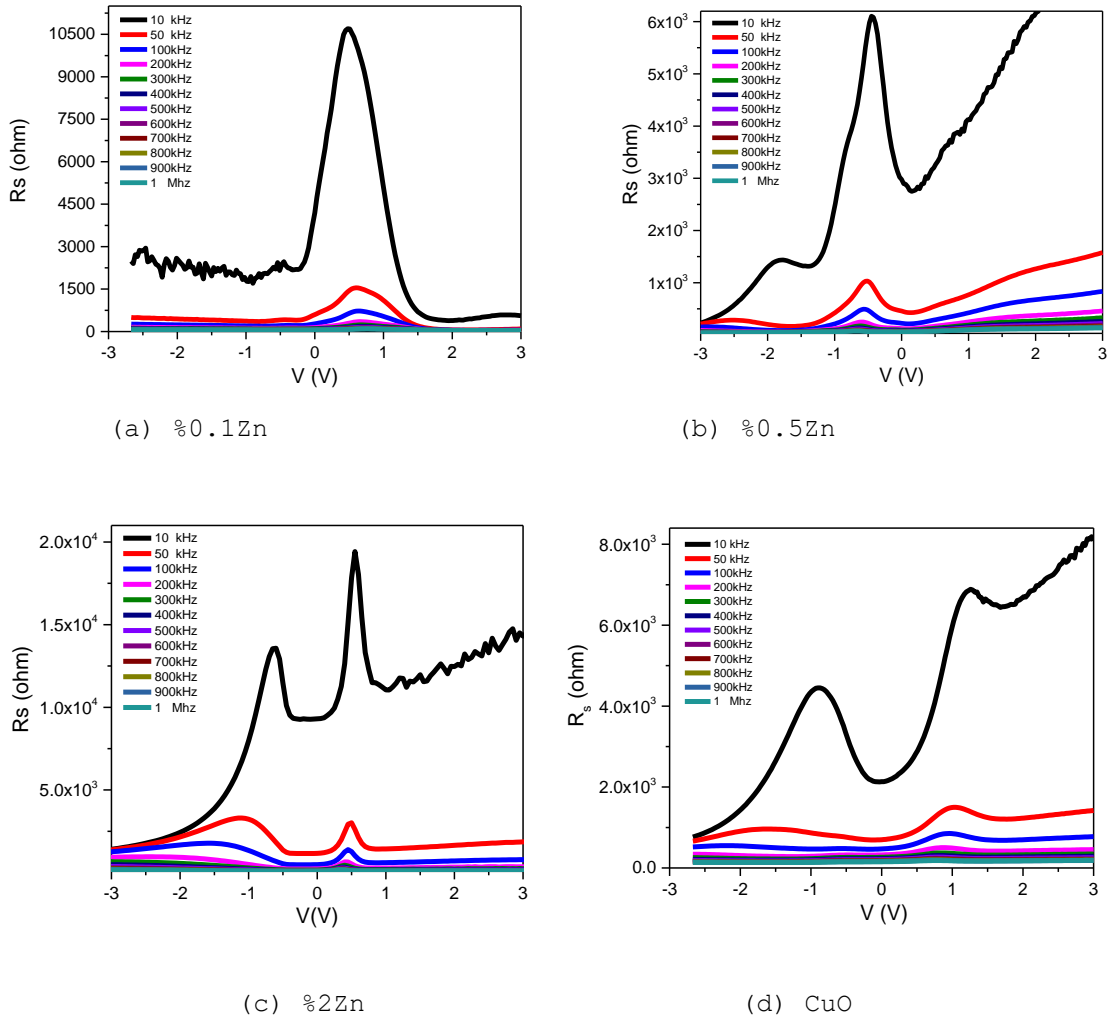 10 kHz
50 kHz
100kHz
200kHz
300kHz
400kHz
500kHz
600kHz
700kHz
800kHz
900kHz
1 Mhz
10500
9000
7500
6000
4500
3000
1500
0
Rs (ohm)
-3 -2 -1 0 1 2 3
V (V)
(a) %0.1Zn
10 kHz
50 kHz
100kHz
200kHz
300kHz
400kHz
500kHz
600kHz
700kHz
800kHz
900kHz
1 Mhz
6x10³
5x10³
4x10³
3x10³
2x10³
1x10³
Rs (ohm)
-3 -2 -1 0 1 2 3
V (V)
(b) %0.5Zn
10 kHz
50 kHz
100kHz
200kHz
300kHz
400kHz
500kHz
600kHz
700kHz
800kHz
900kHz
1 Mhz
2.0x10⁴
1.5x10⁴
1.0x10⁴
5.0x10³
Rs (ohm)
-3 -2 -1 0 1 2 3
V(V)
(c) %2Zn
10 kHz
50 kHz
100kHz
200kHz
300kHz
400kHz
500kHz
600kHz
700kHz
800kHz
900kHz
1 Mhz
8.0x10³
6.0x10³
4.0x10³
2.0x10³
0.0
Rₛ (ohm)
-3 -2 -1 0 1 2 3
V (V)
(d) CuO